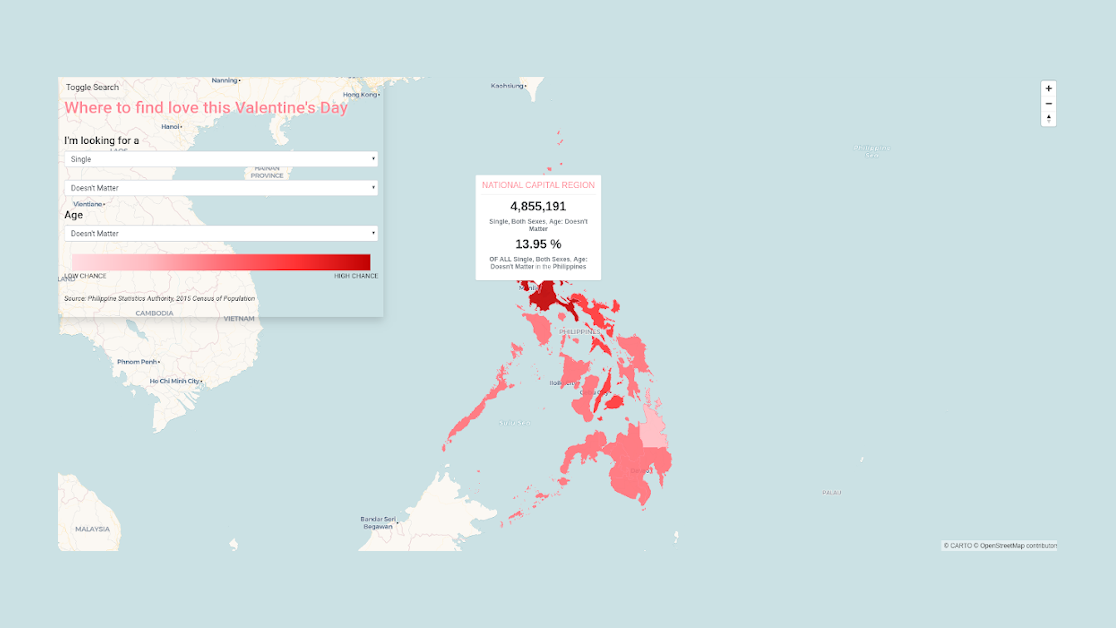 Toggle Search
Where to find love this Valentine's Day
I'm looking for a
Single
Doesn't Matter
Age
Doesn't Matter
LOW CHANCE
HIGH CHANCE
Source: Philippine Statistics Authority, 2015 Census of Population
Nanning
Hong Kong
Hanoi
HAINAN
PROVINCE
Vientiane
CAMBODIA
VIETNAM
Phnom Penh
Ho Chi Minh City
MALAYSIA
Kaohsiung
Philippine
Sea
NATIONAL CAPITAL REGION
4,855,191
Single, Both Sexes, Age: Doesn't
Matter
13.95 %
OF ALL Single, Both Sexes, Age:
Doesn't Matter in the Philippines
PHILIPPINES
Sulu Sea
Bandar Seri
Begawan
PALAU
+
−
© CARTO © OpenStreetMap contributors